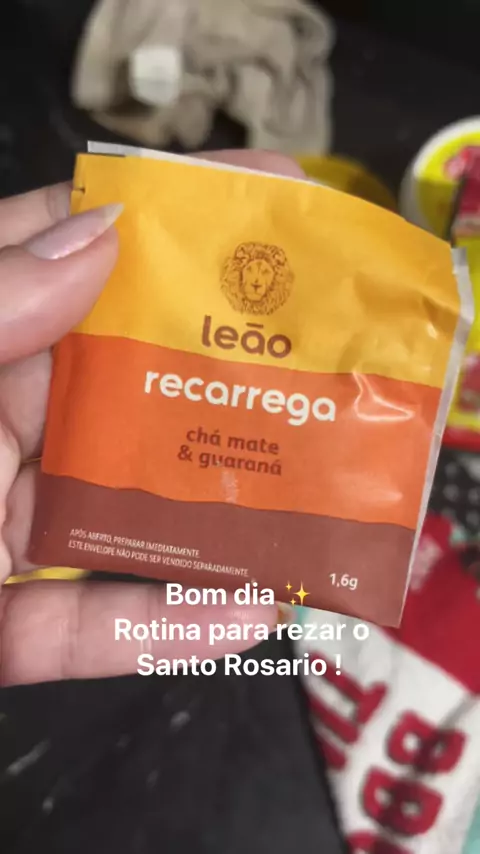 leão
recarrega
chá mate
& guaraná
APÓS ABERTO, PREPARAR IMEDIATAMENTE.
ESTE ENVELOPE NÃO PODE SER VENDIDO SEPARADAMENTE.
1,6g
Bom dia ✨
Rotina para rezar o
Santo Rosario !